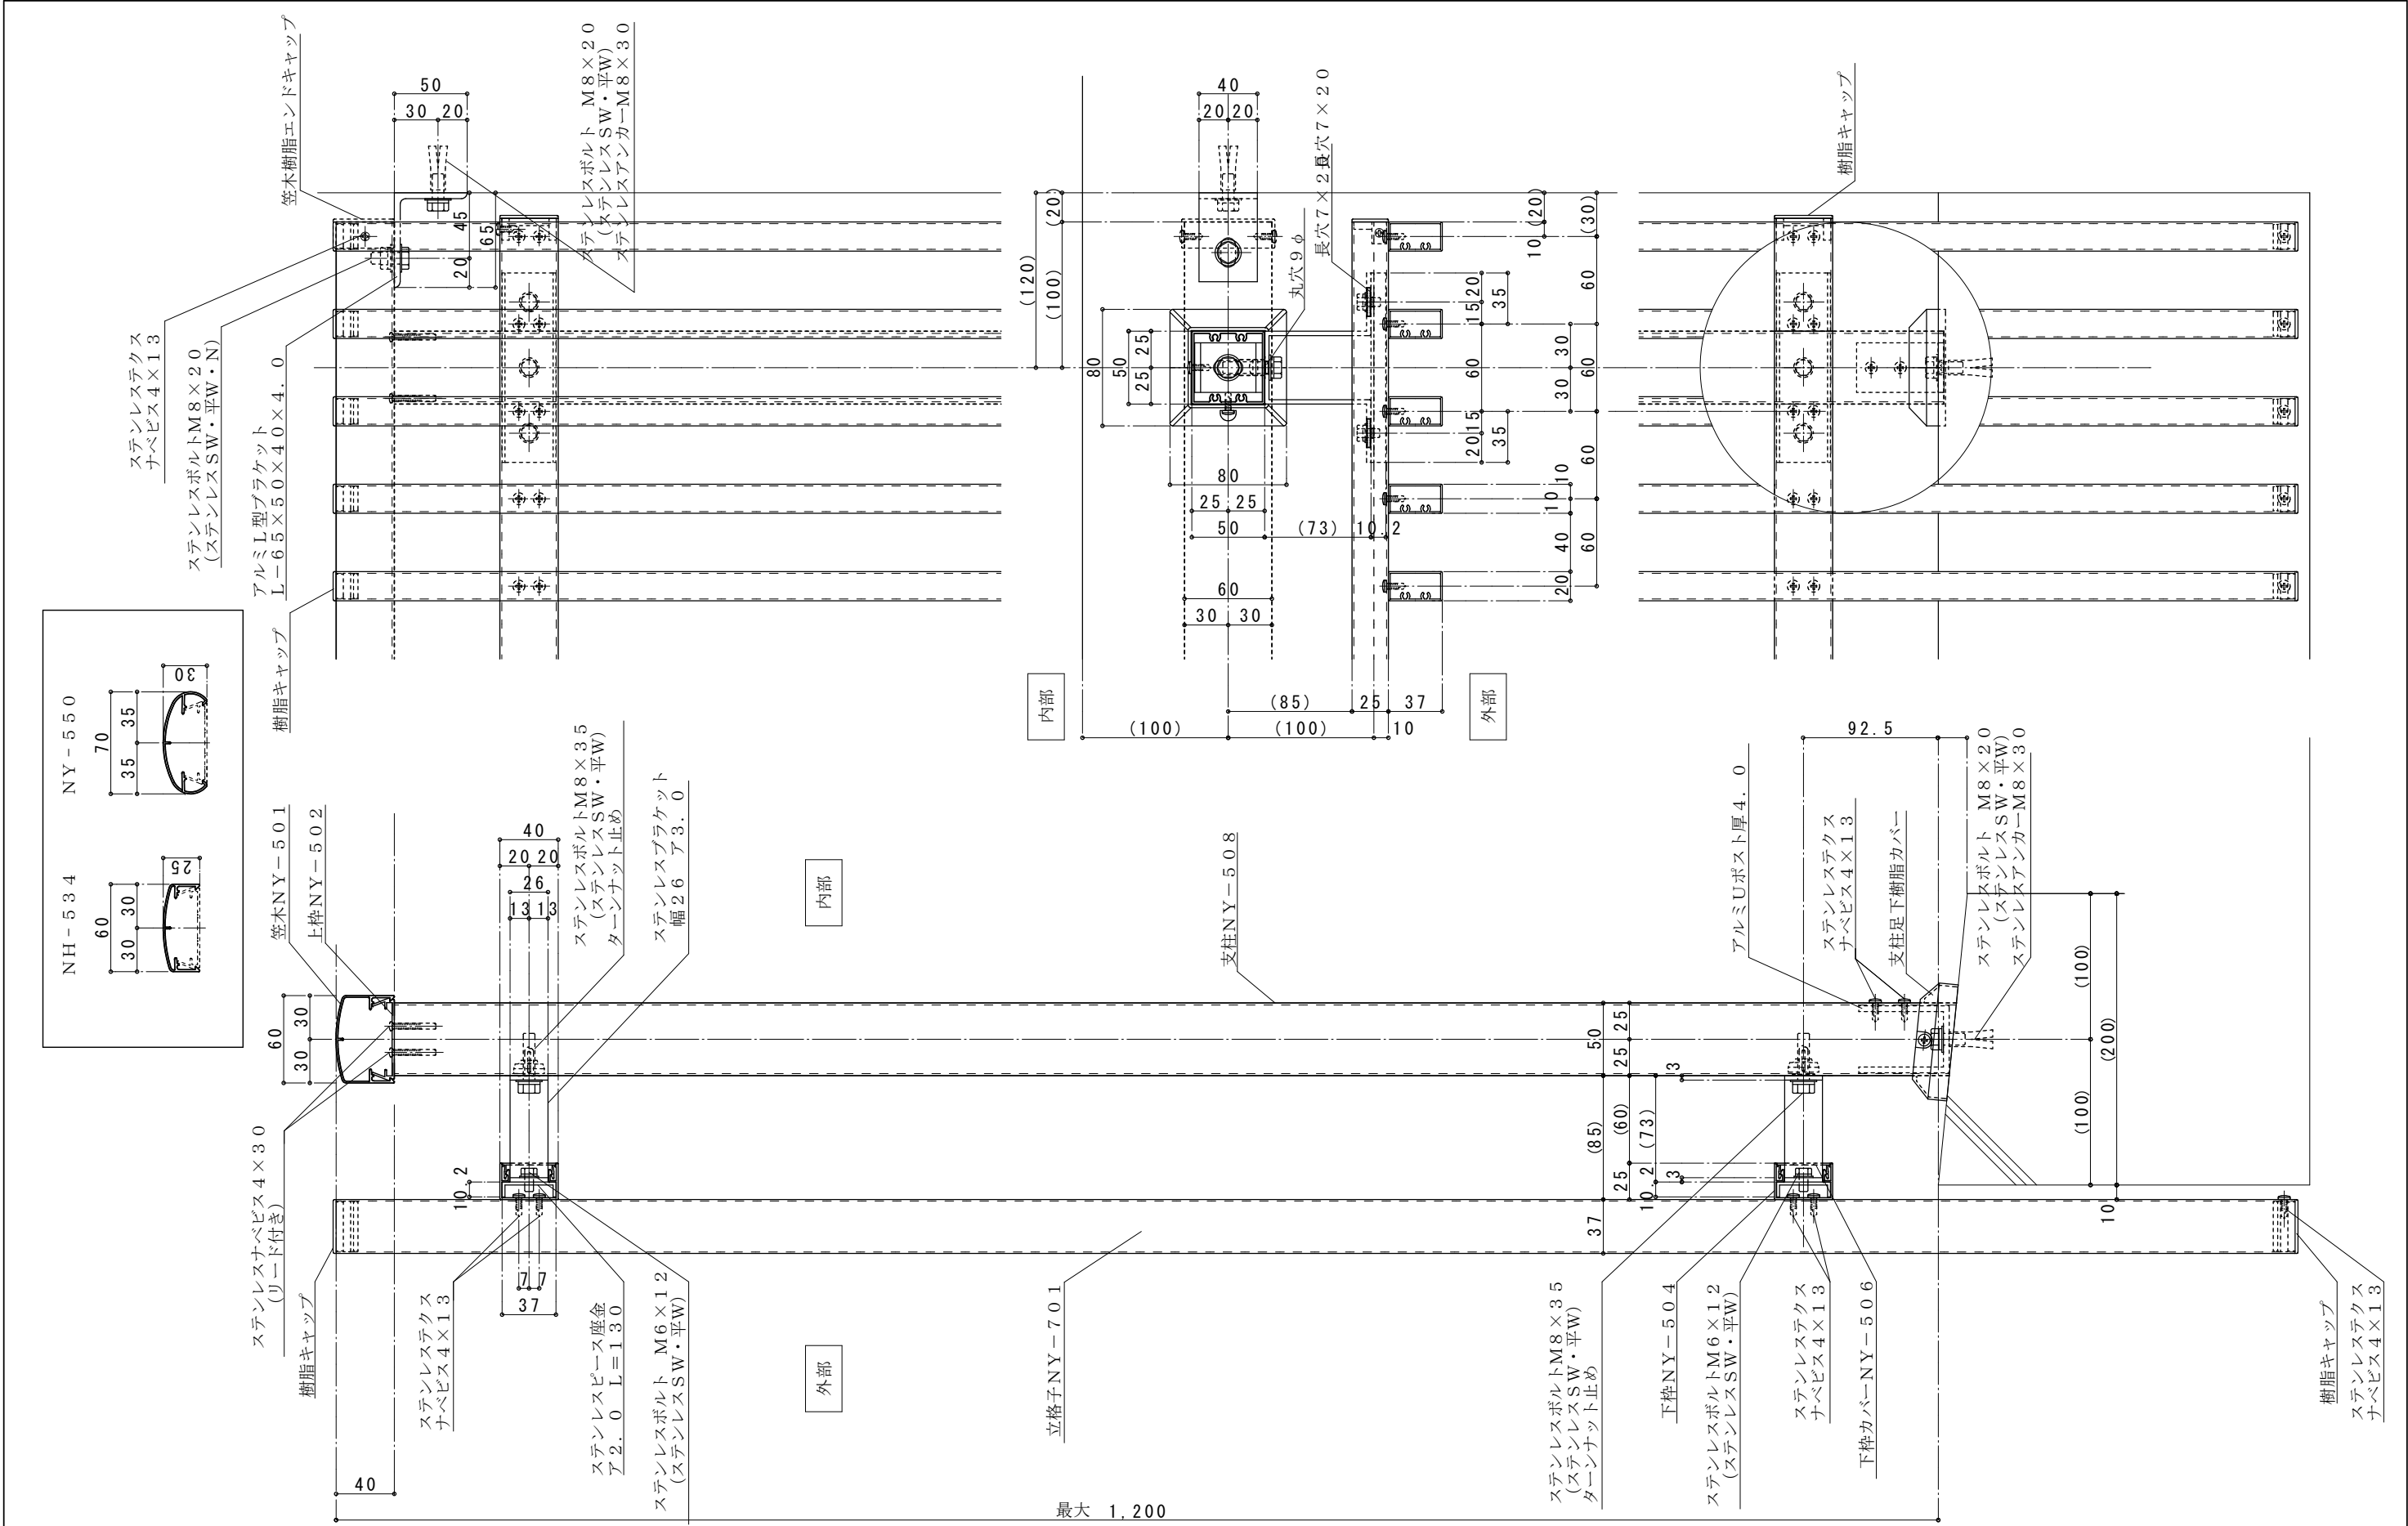 NH-534
60
30 30
25
NY-550
70
35 35
30
ステンレステクス
ナベビス4×13
ステンレスボルトM8×20
(ステンレスSW・平W・N)
アルミL型ブラケット
L-65×50×40×4.0
樹脂キャップ
笠木樹脂エンドキャップ
50
30 20
45
65
20
ステンレスボルト M8×20
(ステンレスSW・平W)
ステンレスアンカーM8×30
(120)
(100)
(20)
40
20 20
丸穴9φ
長穴7×20
80
50
25 25
80
25 25
50
(73)
10.2
60
30 30
15 20
35
60
20 15
35
10
(20)
(30)
60
30
30
60
60
10 10
40
60
20
内部
外部
(85)
25
37
(100)
(100)
10
樹脂キャップ
笠木NY-501
上枠NY-502
60
30 30
ステンレスナベビス4×30
(リード付き)
樹脂キャップ
40
20 20
26
13 13
ステンレスボルトM8×35
(ステンレスSW・平W)
ターンナット止め
ステンレスブラケット
幅26 ア3.0
10.2
7 7
37
ステンレステクス
ナベビス4×13
ステンレスピース座金
ア2.0 L=130
ステンレスボルト M6×12
(ステンレスSW・平W)
内部
外部
支柱NY-508
立格子NY-701
40
最大 1,200
50
25 25
(85)
(60)
(73)
3
25
10.2
3
37
92.5
アルミUポスト厚4.0
ステンレステクス
ナベビス4×13
支柱足下樹脂カバー
ステンレスボルト M8×20
(ステンレスSW・平W)
ステンレスアンカーM8×30
(100)
(100)
(200)
10
ステンレスボルトM8×35
(ステンレスSW・平W)
ターンナット止め
下枠NY-504
ステンレスボルトM6×12
(ステンレスSW・平W)
ステンレステクス
ナベビス4×13
下枠カバーNY-506
樹脂キャップ
ステンレステクス
ナベビス4×13